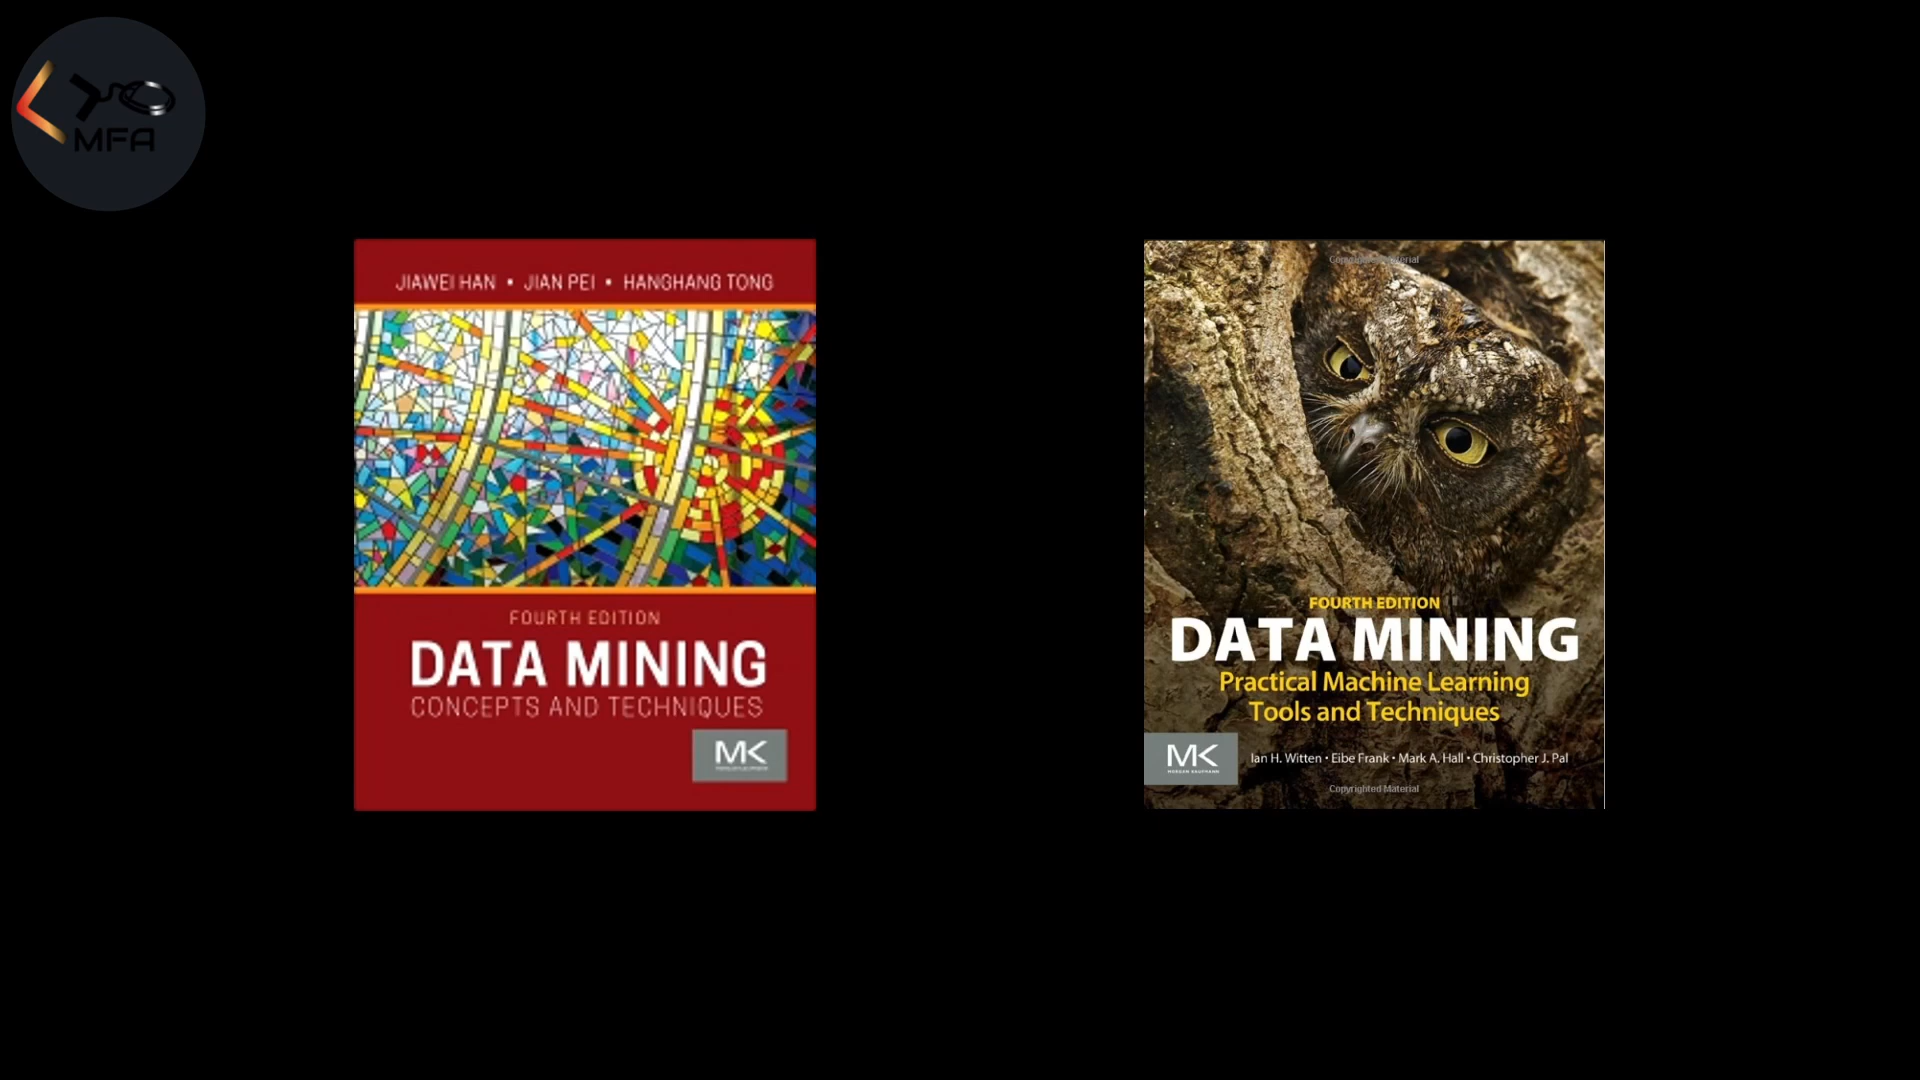 MFA
JIAWEI HAN • JIAN PEI • HANGHANG TONG
FOURTH EDITION
DATA MINING
CONCEPTS AND TECHNIQUES
MK
Copyrighted Material
FOURTH EDITION
DATA MINING
Practical Machine Learning
Tools and Techniques
MK
MORGAN KAUFMANN
Ian H. Witten • Eibe Frank • Mark A. Hall • Christopher J. Pal
Copyrighted Material